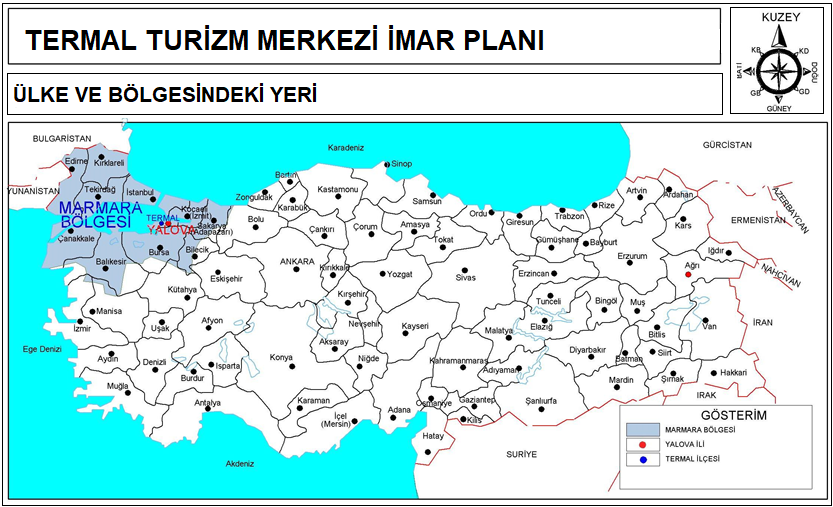 TERMAL TURİZM MERKEZİ İMAR PLANI
ÜLKE VE BÖLGESİNDEKİ YERİ
KUZEY
KB
KD
BATI
DOĞU
GB
GD
GÜNEY
BULGARİSTAN
Karadeniz
GÜRCİSTAN
Edirne
Kırklareli
Sinop
YUNANİSTAN
Tekirdağ
İstanbul
Zonguldak
Bartın
Kastamonu
Samsun
Ordu
Giresun
Trabzon
Rize
Artvin
Ardahan
AZERBAYCAN
MARMARA
BÖLGESİ
TERMAL
YALOVA
Kocaeli
(İzmit)
Sakarya
(Adapazarı)
Karabük
Bolu
Çankırı
Çorum
Amasya
Tokat
Gümüşhane
Bayburt
Kars
ERMENİSTAN
Çanakkale
Balıkesir
Bursa
Bilecik
Eskişehir
ANKARA
Kırıkkale
Yozgat
Sivas
Erzincan
Erzurum
Ağrı
Iğdır
NAHCİVAN
Kütahya
Kırşehir
Manisa
İzmir
Uşak
Afyon
Nevşehir
Kayseri
Malatya
Elazığ
Tunceli
Bingöl
Muş
Bitlis
Van
İRAN
Ege Denizi
Aydın
Denizli
Burdur
Isparta
Konya
Aksaray
Niğde
Kahramanmaraş
Adıyaman
Diyarbakır
Batman
Siirt
Hakkari
Muğla
Antalya
Karaman
İçel
(Mersin)
Adana
Osmaniye
Gaziantep
Kilis
Şanlıurfa
Mardin
Şırnak
IRAK
Hatay
Akdeniz
SURİYE
GÖSTERİM
MARMARA BÖLGESİ
YALOVA İLİ
TERMAL İLÇESİ